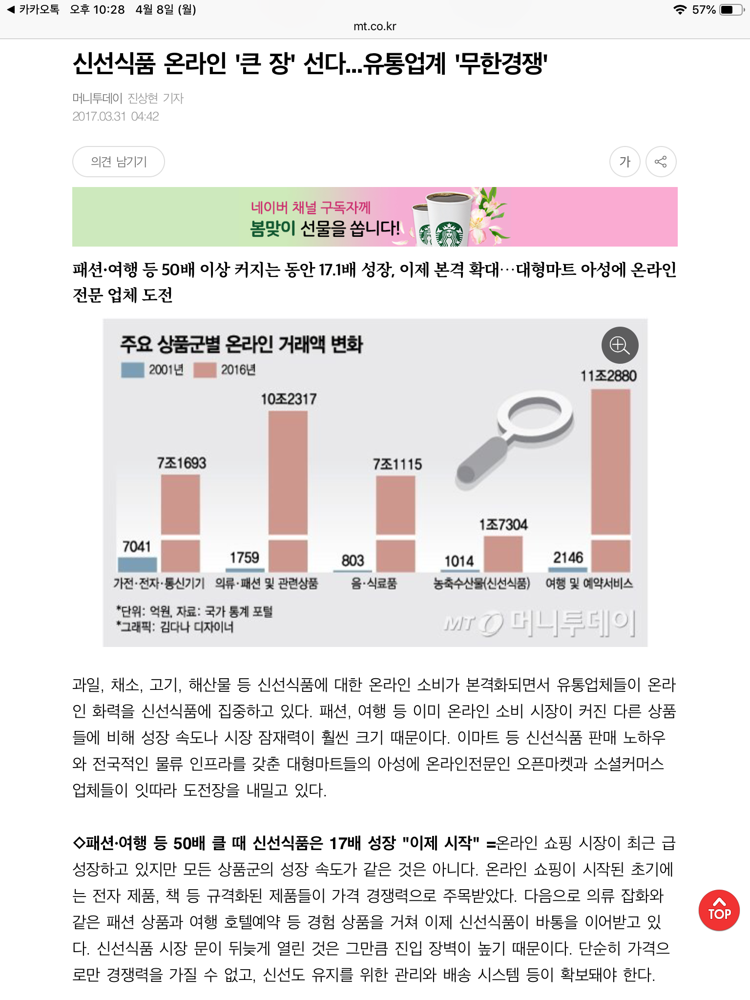 ◀ 카카오톡 오후 10:28 4월 8일 (월) 57%
mt.co.kr
신선식품 온라인 '큰 장' 선다...유통업계 '무한경쟁'
머니투데이 진상현 기자
2017.03.31 04:42
의견 남기기 가
네이버 채널 구독자께
봄맞이 선물을 쏩니다!
패션·여행 등 50배 이상 커지는 동안 17.1배 성장, 이제 본격 확대…대형마트 아성에 온라인
전문 업체 도전
주요 상품군별 온라인 거래액 변화
2001년 2016년
11조2880
10조2317
7조1693 7조1115
1조7304
7041 1759 803 1014 2146
가전·전자·통신기기 의류·패션 및 관련상품 음·식료품 농축수산물(신선식품) 여행 및 예약서비스
*단위: 억원, 자료: 국가 통계 포털
*그래픽: 김다나 디자이너
MT 머니투데이
과일, 채소, 고기, 해산물 등 신선식품에 대한 온라인 소비가 본격화되면서 유통업체들이 온라
인 화력을 신선식품에 집중하고 있다. 패션, 여행 등 이미 온라인 소비 시장이 커진 다른 상품
들에 비해 성장 속도나 시장 잠재력이 훨씬 크기 때문이다. 이마트 등 신선식품 판매 노하우
와 전국적인 물류 인프라를 갖춘 대형마트들의 아성에 온라인전문인 오픈마켓과 소셜커머스
업체들이 잇따라 도전장을 내밀고 있다.
◇패션·여행 등 50배 클 때 신선식품은 17배 성장 "이제 시작" =온라인 쇼핑 시장이 최근 급
성장하고 있지만 모든 상품군의 성장 속도가 같은 것은 아니다. 온라인 쇼핑이 시작된 초기에
는 전자 제품, 책 등 규격화된 제품들이 가격 경쟁력으로 주목받았다. 다음으로 의류 잡화와
같은 패션 상품과 여행 호텔예약 등 경험 상품을 거쳐 이제 신선식품이 바통을 이어받고 있
다. 신선식품 시장 문이 뒤늦게 열린 것은 그만큼 진입 장벽이 높기 때문이다. 단순히 가격으
로만 경쟁력을 가질 수 없고, 신선도 유지를 위한 관리와 배송 시스템 등이 확보돼야 한다.
TOP